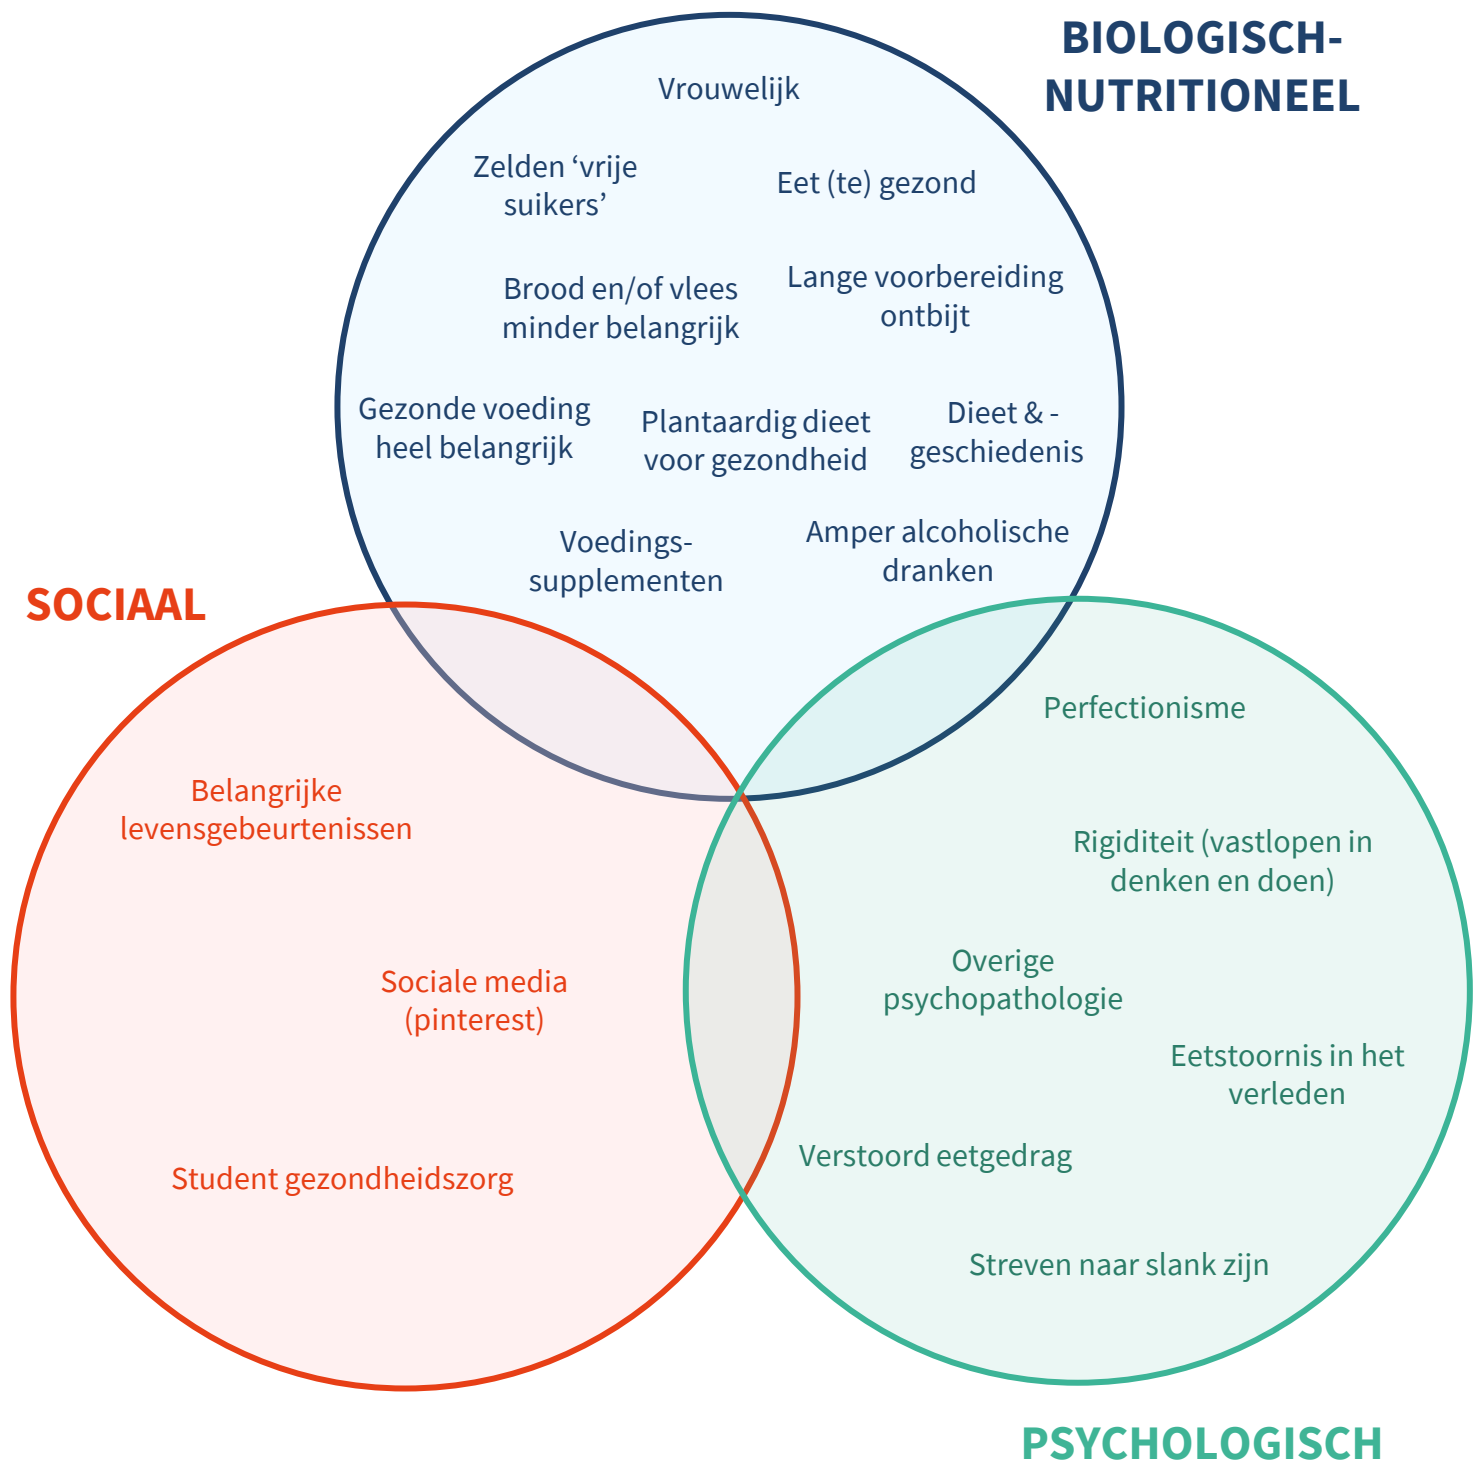 BIOLOGISCH-
NUTRITIONEEL
Vrouwelijk
Zelden ‘vrije
suikers’
Eet (te) gezond
Brood en/of vlees
minder belangrijk
Lange voorbereiding
ontbijt
Gezonde voeding
heel belangrijk
Plantaardig dieet
voor gezondheid
Dieet & -
geschiedenis
Voedings-
supplementen
Amper alcoholische
dranken
SOCIAAL
Belangrijke
levensgebeurtenissen
Sociale media
(pinterest)
Student gezondheidszorg
Perfectionisme
Rigiditeit (vastlopen in
denken en doen)
Overige
psychopathologie
Eetstoornis in het
verleden
Verstoord eetgedrag
Streven naar slank zijn
PSYCHOLOGISCH